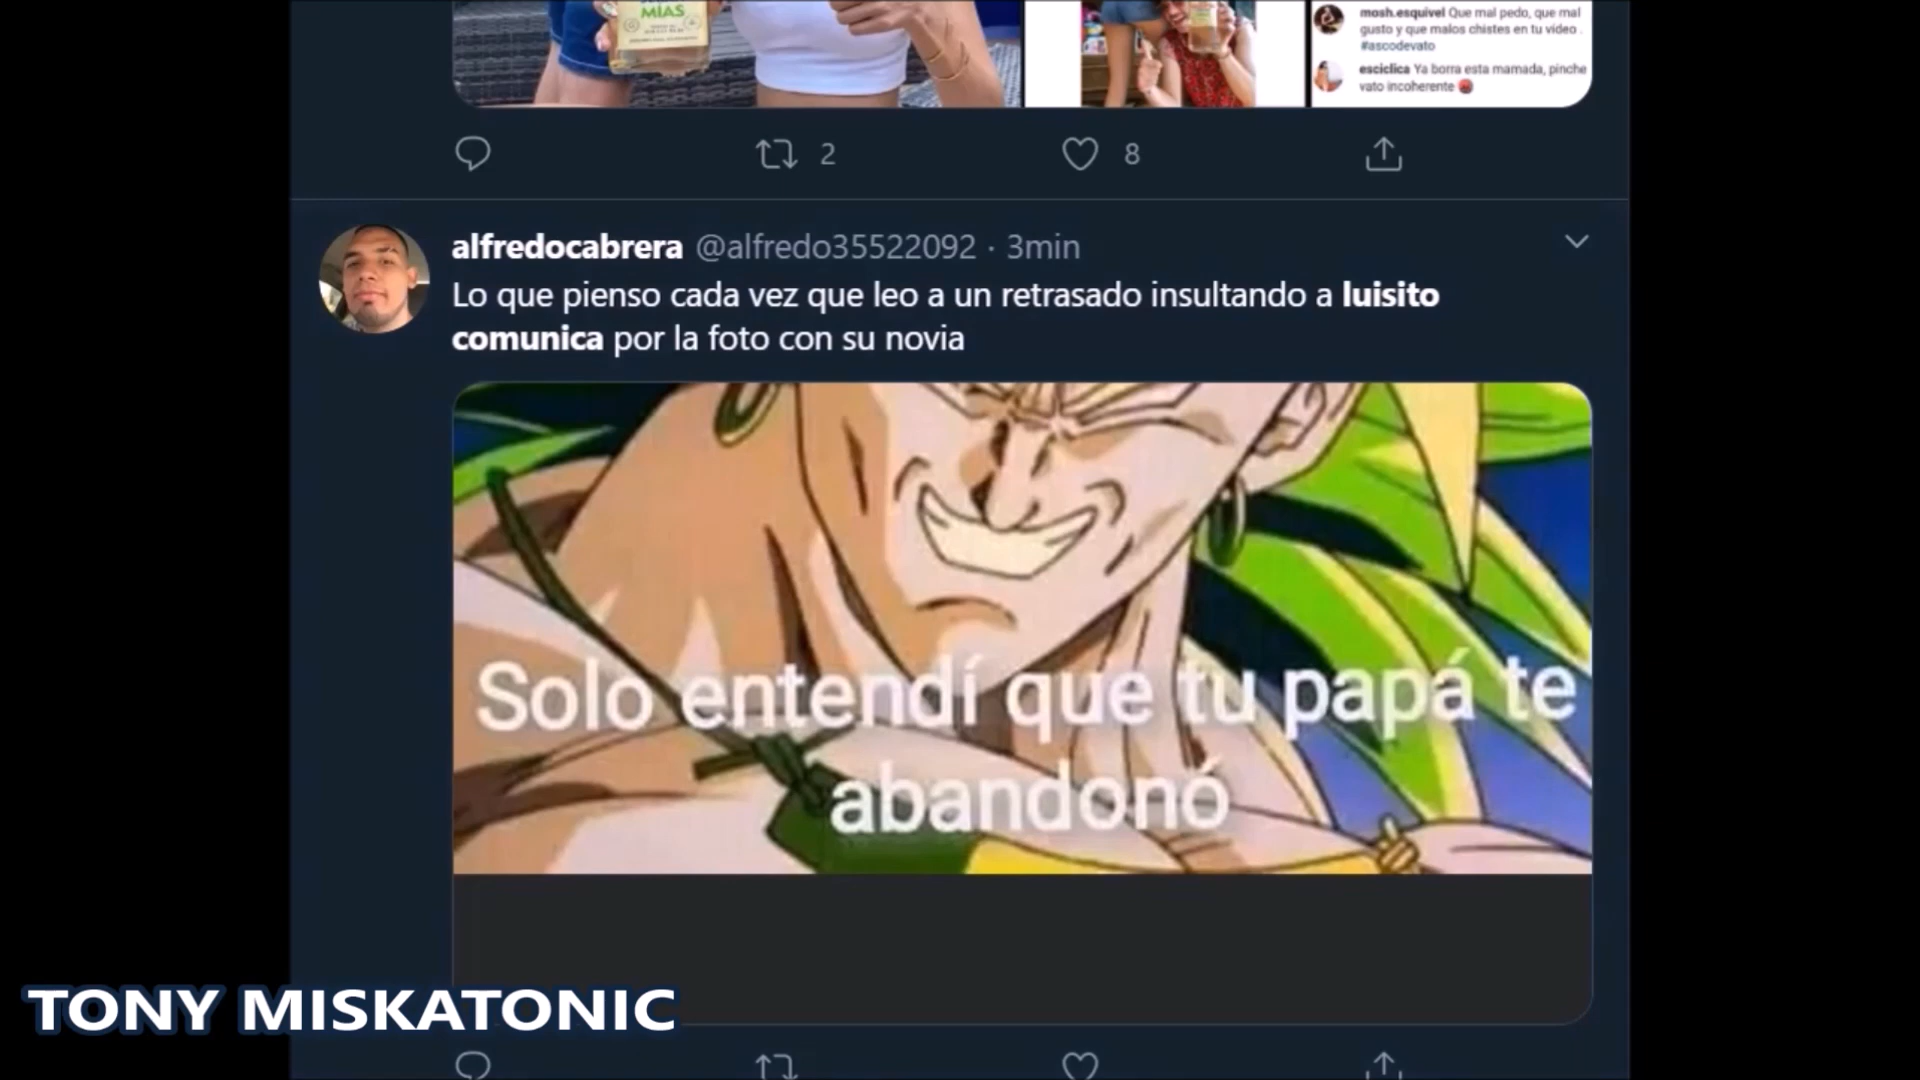 MÍAS
mosh.esquivel Que mal pedo, que mal
gusto y que malos chistes en tu video .
#ascodevato
esciclica Ya borra esta mamada, pinche
vato incoherente
2
8
alfredocabrera @alfredo35522092 · 3min
Lo que pienso cada vez que leo a un retrasado insultando a luisito
comunica por la foto con su novia
Solo entendí que tu papá te
abandonó
TONY MISKATONIC